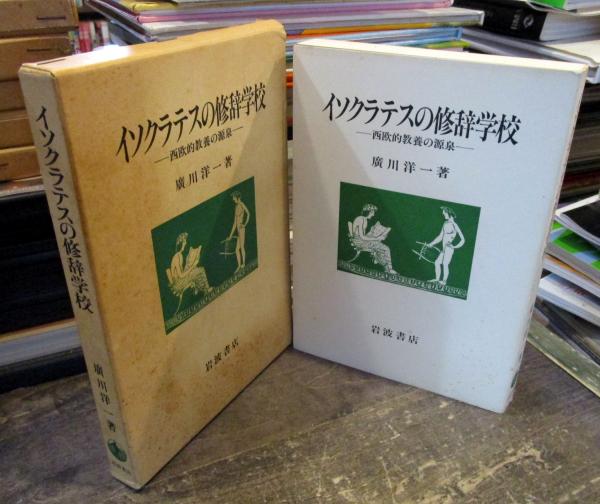 イソクラテスの修辞学校
廣川洋一著
イソクラテスの修辞学校
―西欧的教養の源泉―
廣川洋一著
岩波書店
イソクラテスの修辞学校
―西欧的教養の源泉―
廣川洋一著
岩波書店